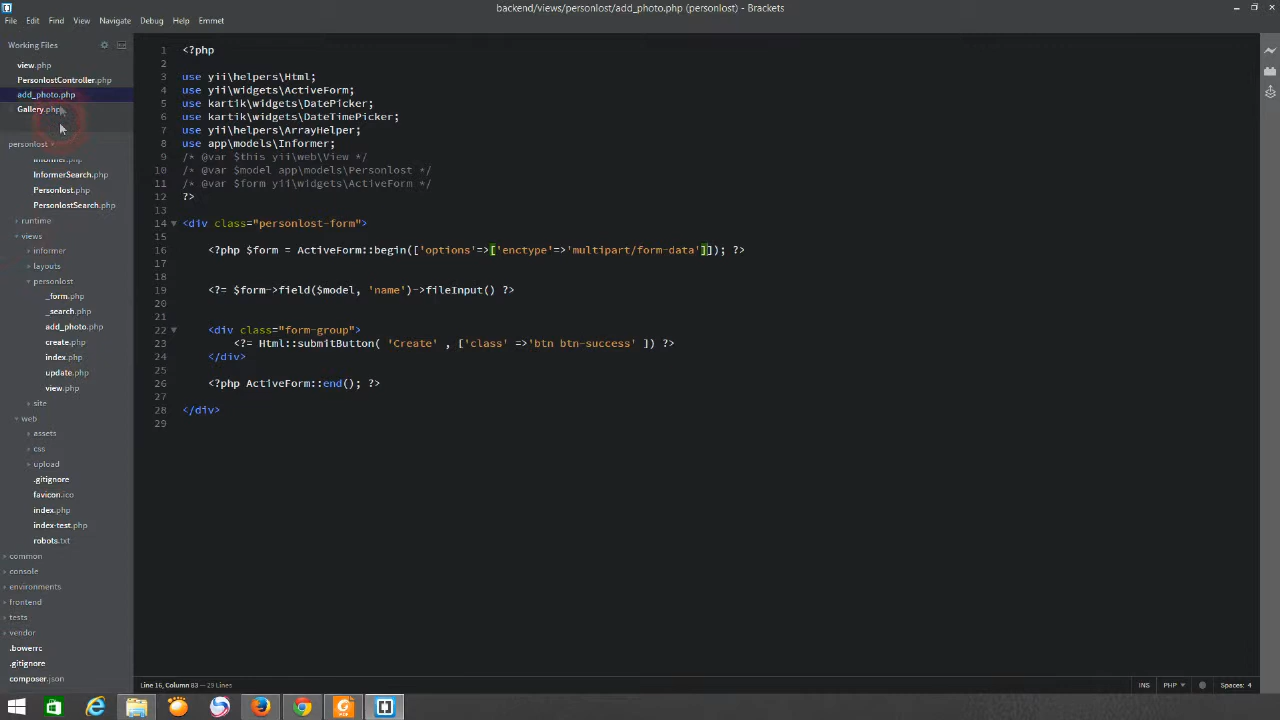 backend/views/personlost/add_photo.php (personlost) - Brackets
File Edit Find View Navigate Debug Help Emmet
Working Files
view.php
PersonlostController.php
add_photo.php
Gallery.php
personlost
Informer.php
InformerSearch.php
Personlost.php
PersonlostSearch.php
runtime
views
informer
layouts
personlost
_form.php
_search.php
add_photo.php
create.php
index.php
update.php
view.php
site
web
assets
css
upload
.gitignore
favicon.ico
index.php
index-test.php
robots.txt
common
console
environments
frontend
tests
vendor
.bowerrc
.gitignore
composer.json
1 <?php
2
3 use yii\helpers\Html;
4 use yii\widgets\ActiveForm;
5 use kartik\widgets\DatePicker;
6 use kartik\widgets\DateTimePicker;
7 use yii\helpers\ArrayHelper;
8 use app\models\Informer;
9 /* @var $this yii\web\View */
10 /* @var $model app\models\Personlost */
11 /* @var $form yii\widgets\ActiveForm */
12 ?>
13
14 <div class="personlost-form">
15
16 <?php $form = ActiveForm::begin(['options'=>['enctype'=>'multipart/form-data']]); ?>
17
18
19 <?= $form->field($model, 'name')->fileInput() ?>
20
21
22 <div class="form-group">
23 <?= Html::submitButton( 'Create' , ['class' =>'btn btn-success' ]) ?>
24 </div>
25
26 <?php ActiveForm::end(); ?>
27
28 </div>
29
Line 16, Column 83 — 29 Lines
INS PHP Spaces: 4